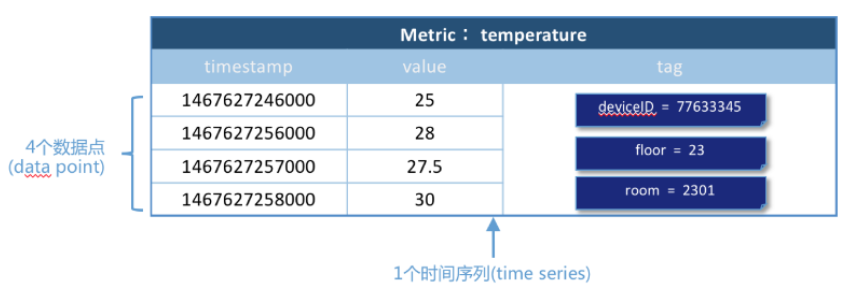 Metric： temperature
timestamp value tag
1467627246000 25 deviceID = 77633345
1467627256000 28
floor = 23
1467627257000 27.5
room = 2301
1467627258000 30
4个数据点
(data point)
1个时间序列(time series)